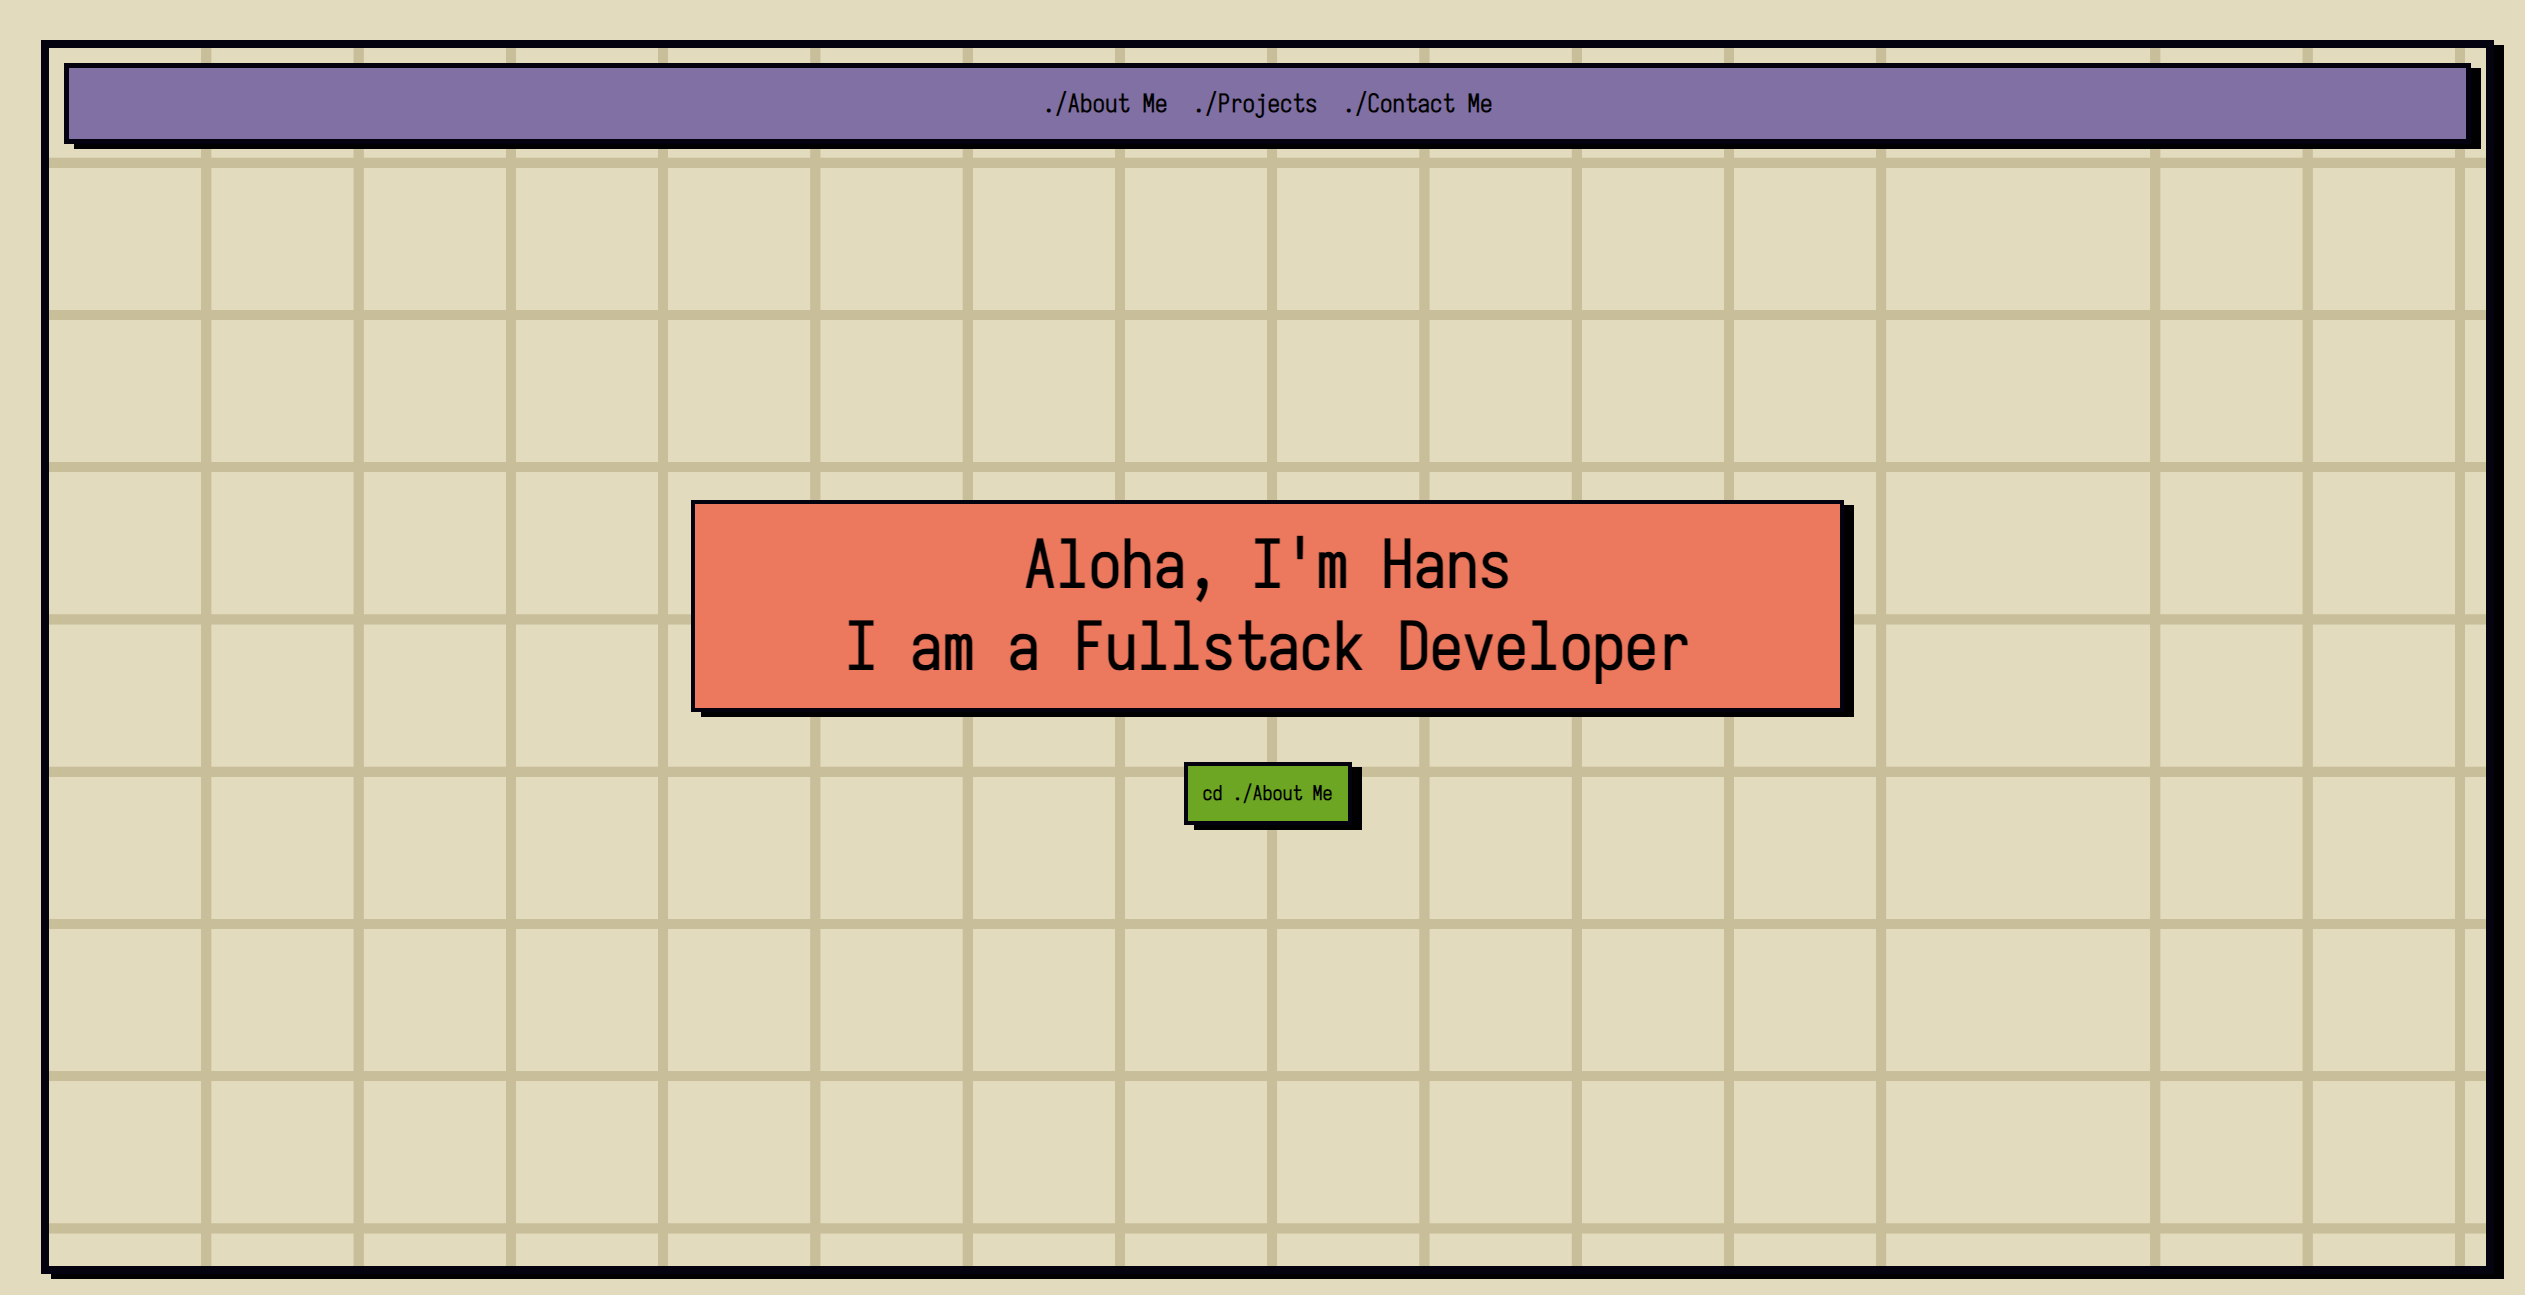 ./About Me ./Projects ./Contact Me
Aloha, I'm Hans
I am a Fullstack Developer
cd ./About Me